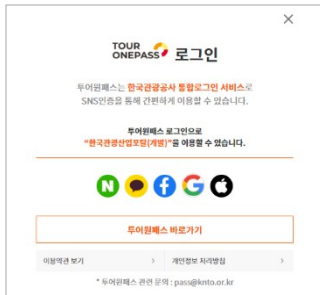 TOUR
ONEPASS 로그인
투어원패스는 한국관광공사 통합로그인 서비스로
SNS인증을 통해 간편하게 이용할 수 있습니다.
투어원패스 로그인으로
"한국관광산업포털(개발)"을 이용할 수 있습니다.
N TALK f G
투어원패스 바로가기
이용약관 보기 > 개인정보 처리방침 >
* 투어원패스 관련 문의 : pass@knto.or.kr